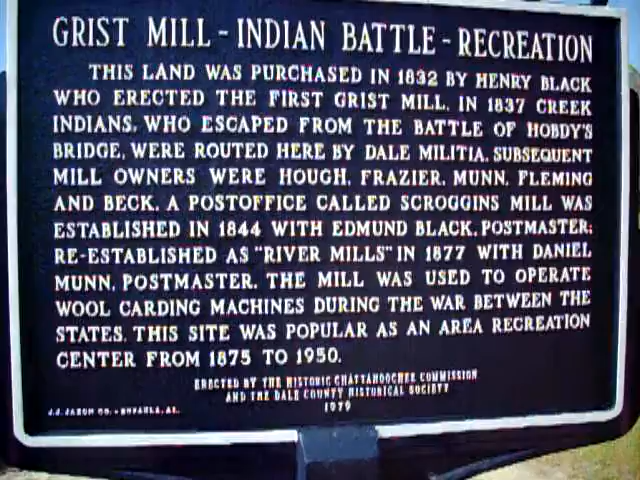 GRIST MILL - INDIAN BATTLE - RECREATION
THIS LAND WAS PURCHASED IN 1832 BY HENRY BLACK
WHO ERECTED THE FIRST GRIST MILL. IN 1837 CREEK
INDIANS, WHO ESCAPED FROM THE BATTLE OF HOBDY'S
BRIDGE, WERE ROUTED HERE BY DALE MILITIA. SUBSEQUENT
MILL OWNERS WERE HOUGH, FRAZIER, MUNN, FLEMING
AND BECK. A POSTOFFICE CALLED SCROGGINS MILL WAS
ESTABLISHED IN 1844 WITH EDMUND BLACK, POSTMASTER;
RE-ESTABLISHED AS "RIVER MILLS" IN 1877 WITH DANIEL
MUNN, POSTMASTER. THE MILL WAS USED TO OPERATE
WOOL CARDING MACHINES DURING THE WAR BETWEEN THE
STATES. THIS SITE WAS POPULAR AS AN AREA RECREATION
CENTER FROM 1875 TO 1950.
ERECTED BY THE HISTORIC CHATTAHOOCHEE COMMISSION
AND THE DALE COUNTY HISTORICAL SOCIETY
1979
CO. - EUFAULA, AL.